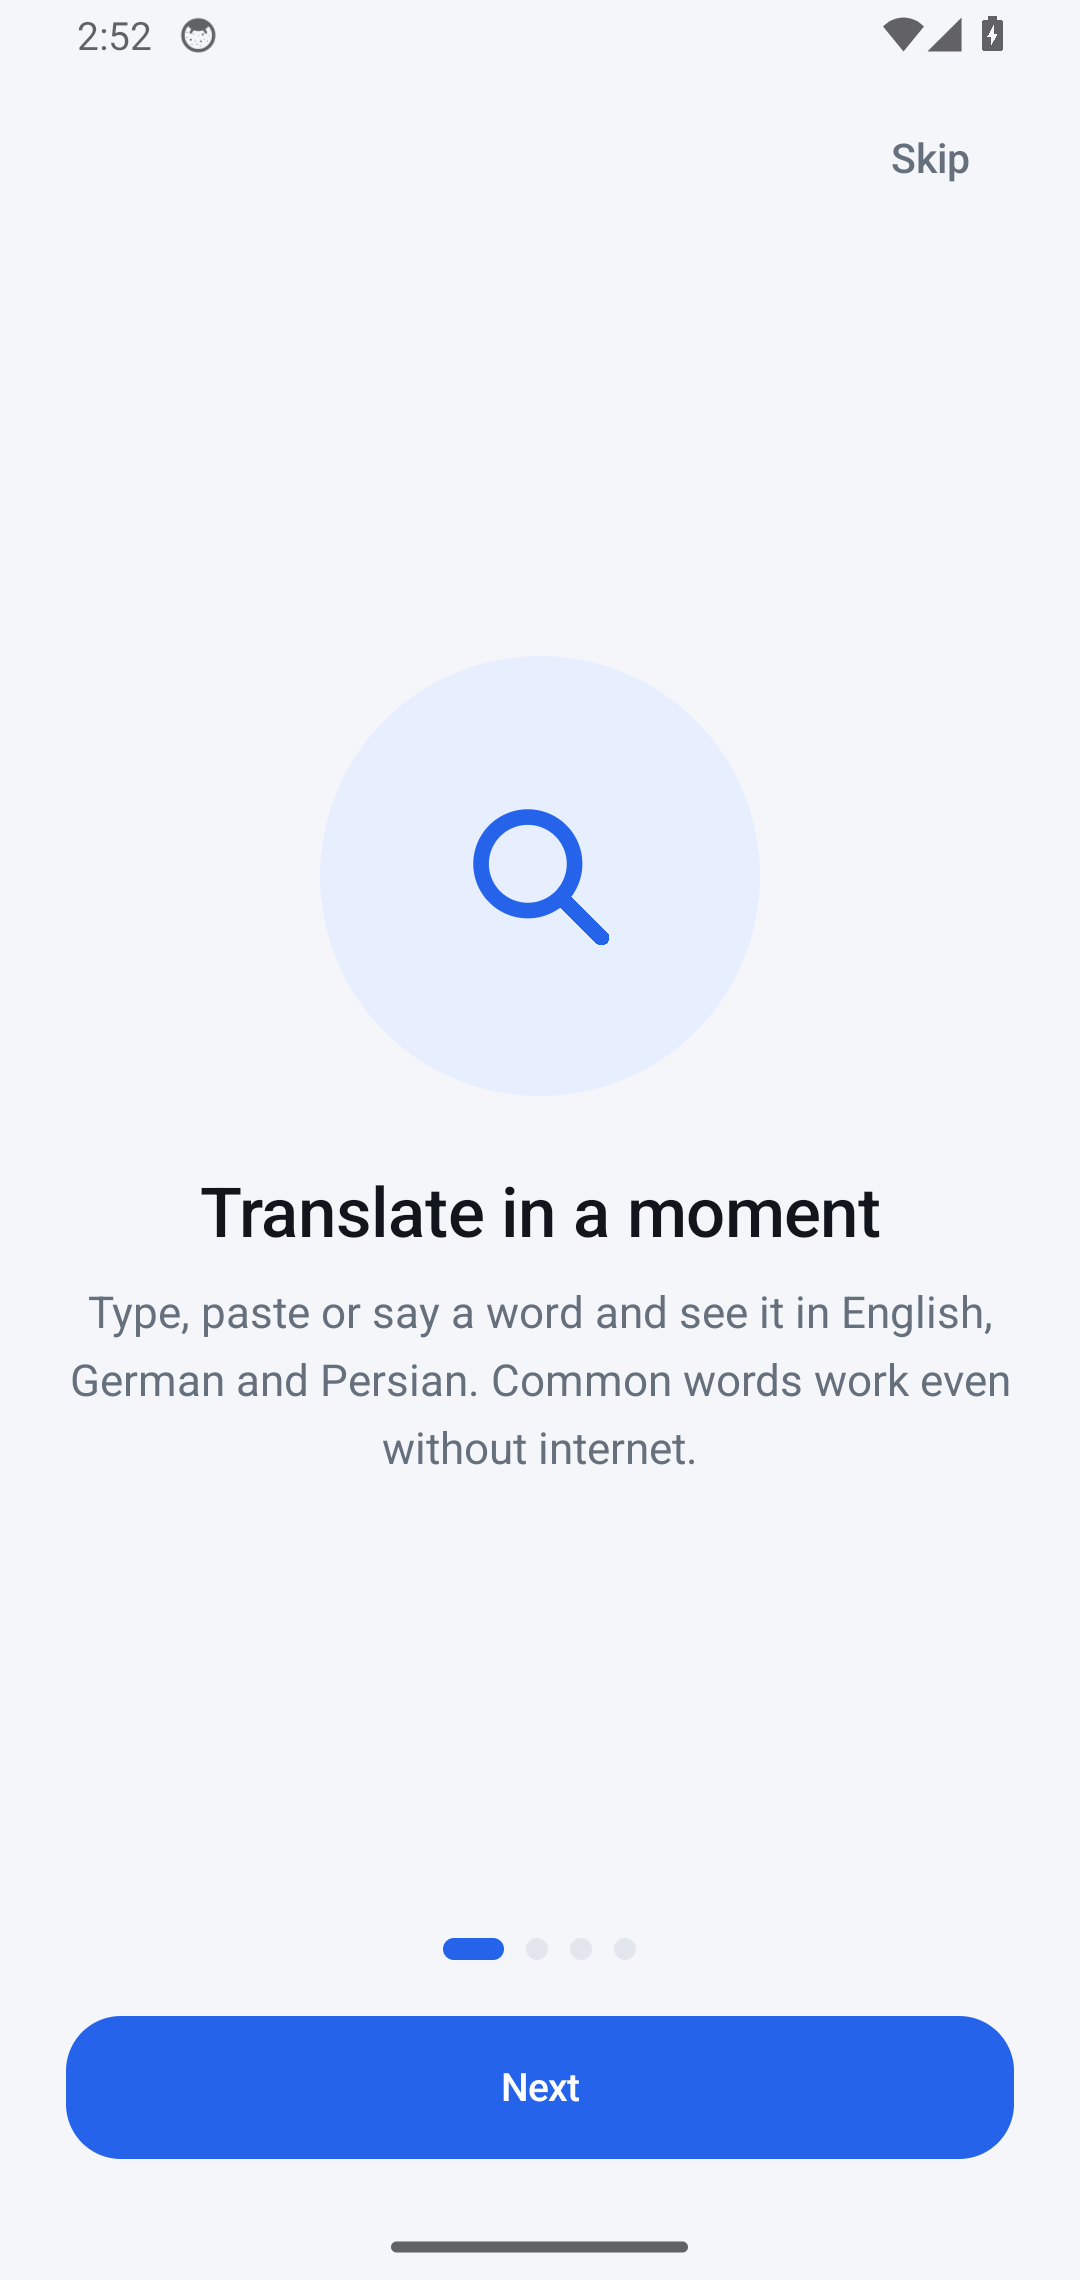 2:52
Skip
Translate in a moment
Type, paste or say a word and see it in English,
German and Persian. Common words work even
without internet.
Next